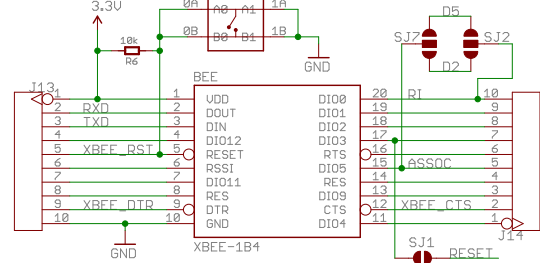 3.3V
0A 1A
A0 A1
0B 1B
B0 B1
10k
R6
GND
D5
SJ7 SJ2
D2
J13 BEE
1 1 VDD DIO0 20 RI 10
2 RXD 2 DOUT DIO1 19 9
3 TXD 3 DIN DIO2 18 8
4 4 DIO12 DIO3 17 7
5 XBEE_RST 5 RESET RTS 16 6
6 6 RSSI DIO5 15 ASSOC 5
7 7 DIO11 RES 14 4
8 8 RES DIO9 13 3
9 XBEE_DTR 9 DTR CTS 12 XBEE_CTS 2
10 10 GND DIO4 11 1
J14
GND
XBEE-1B4
SJ1 RESET